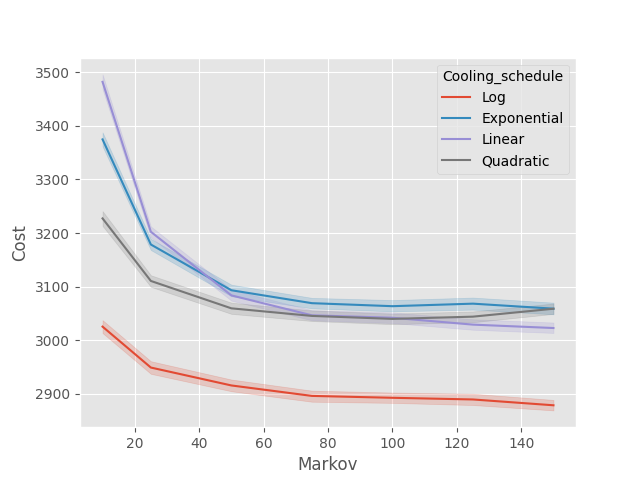 Cooling_schedule
Log
Exponential
Linear
Quadratic
Cost
3500
3400
3300
3200
3100
3000
2900
20 40 60 80 100 120 140
Markov